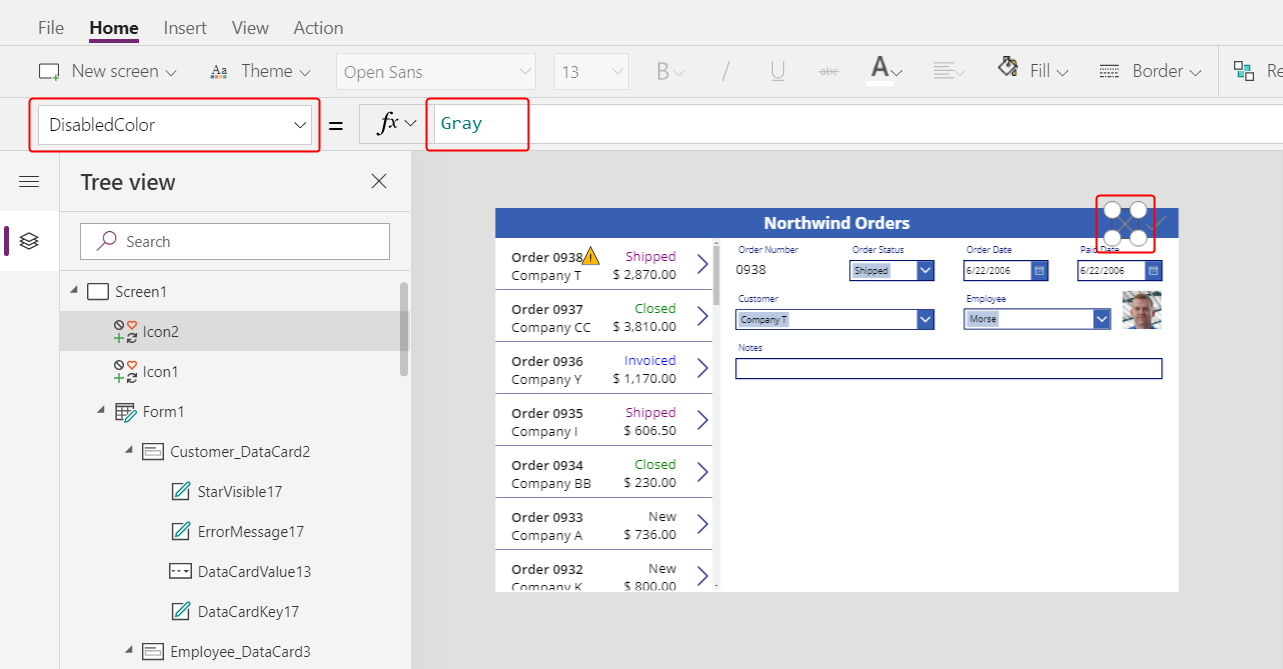 File Home Insert View Action
New screen Aa Theme Open Sans 13 B / U abc A Fill Border Re
DisabledColor = fx Gray
Tree view
Search
Screen1
Icon2
Icon1
Form1
Customer_DataCard2
StarVisible17
ErrorMessage17
DataCardValue13
DataCardKey17
Employee_DataCard3
Northwind Orders
Order 0938 Shipped
Company T $ 2,870.00
Order 0937 Closed
Company CC $ 3,810.00
Order 0936 Invoiced
Company Y $ 1,170.00
Order 0935 Shipped
Company I $ 606.50
Order 0934 Closed
Company BB $ 230.00
Order 0933 New
Company A $ 736.00
Order 0932 New
Company K $ 800.00
Order Number Order Status Order Date Paid Date
0938 Shipped 6/22/2006 6/22/2006
Customer Employee
Company T Morse
Notes